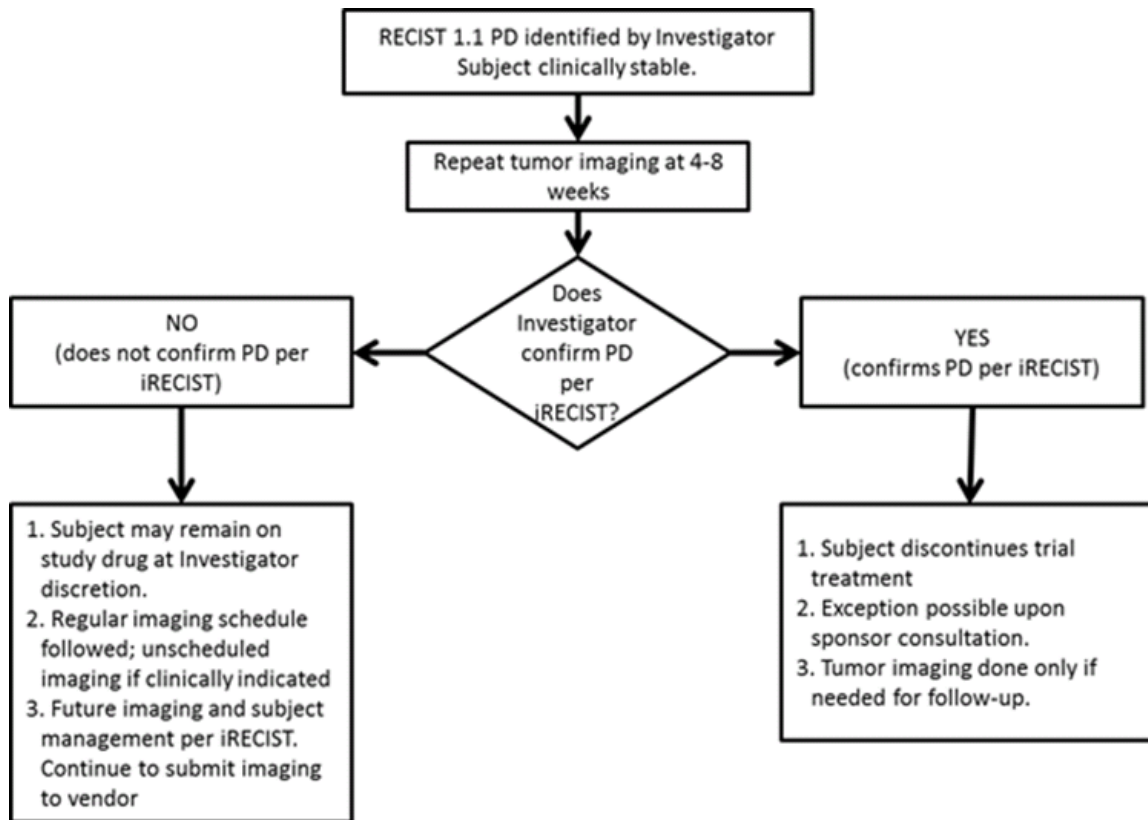 RECIST 1.1 PD identified by Investigator
Subject clinically stable.
Repeat tumor imaging at 4-8
weeks
Does
Investigator
confirm PD
per
iRECIST?
NO
(does not confirm PD per
iRECIST)
YES
(confirms PD per iRECIST)
1. Subject may remain on
study drug at Investigator
discretion.
2. Regular imaging schedule
followed; unscheduled
imaging if clinically indicated
3. Future imaging and subject
management per iRECIST.
Continue to submit imaging
to vendor
1. Subject discontinues trial
treatment
2. Exception possible upon
sponsor consultation.
3. Tumor imaging done only if
needed for follow-up.